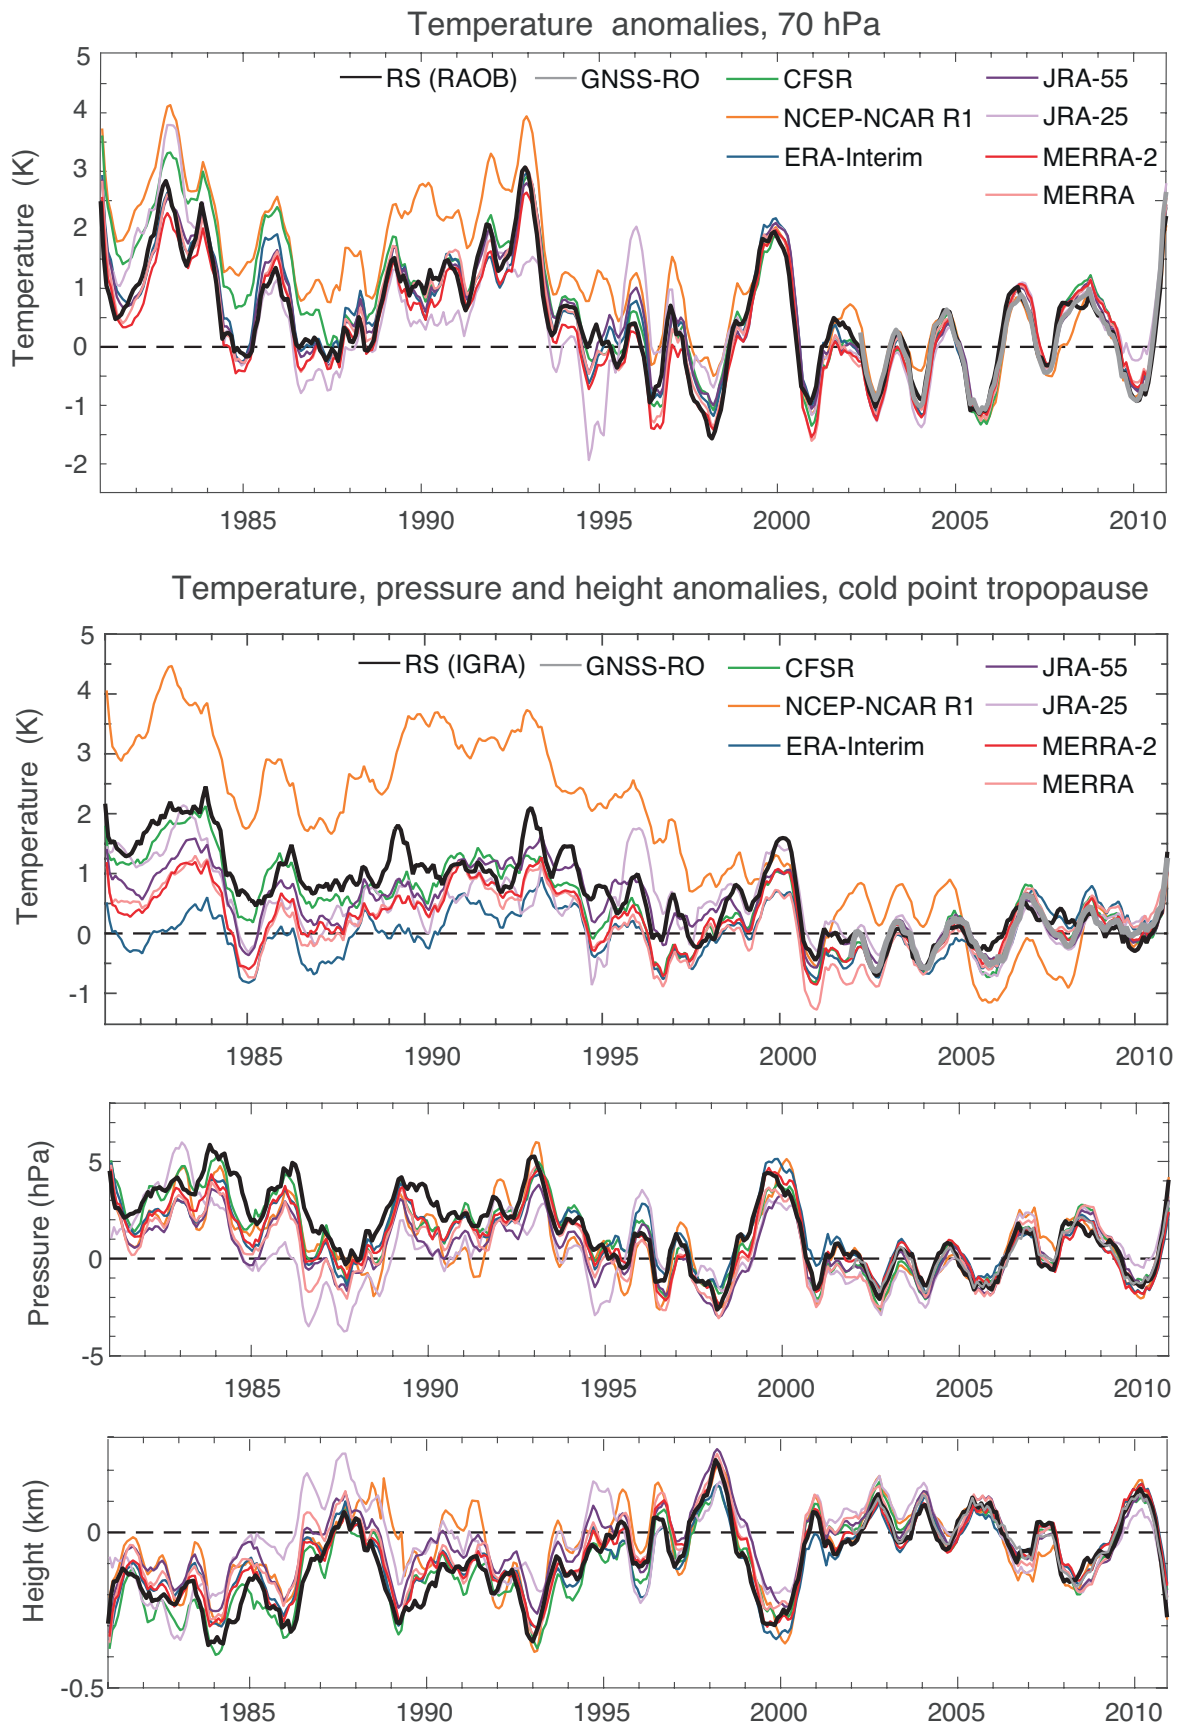 Temperature anomalies, 70 hPa
5
4
3
2
1
0
-1
-2
Temperature (K)
RS (RAOB)
GNSS-RO
CFSR
NCEP-NCAR R1
ERA-Interim
JRA-55
JRA-25
MERRA-2
MERRA
1985 1990 1995 2000 2005 2010
Temperature, pressure and height anomalies, cold point tropopause
5
4
3
2
1
0
-1
Temperature (K)
RS (IGRA)
GNSS-RO
CFSR
NCEP-NCAR R1
ERA-Interim
JRA-55
JRA-25
MERRA-2
MERRA
1985 1990 1995 2000 2005 2010
5
0
-5
Pressure (hPa)
1985 1990 1995 2000 2005 2010
0
-0.5
Height (km)
1985 1990 1995 2000 2005 2010